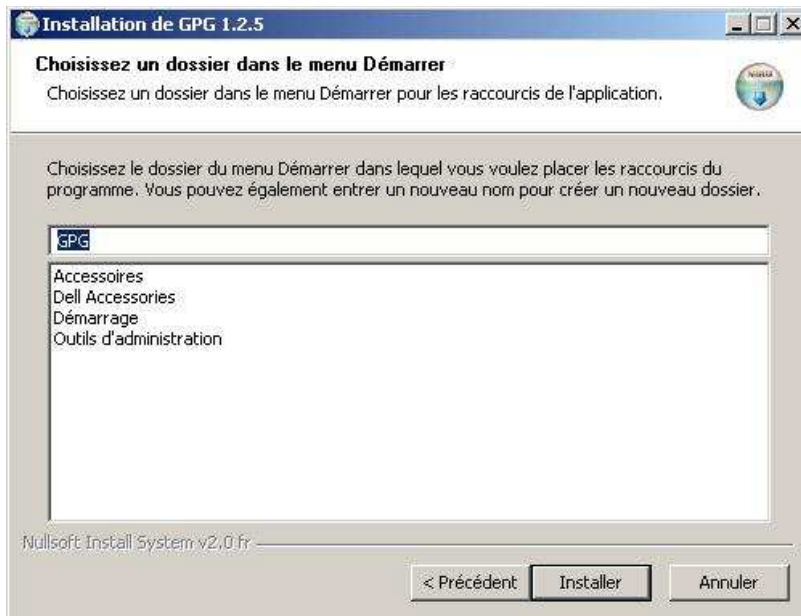 Installation de GPG 1.2.5
Choisissez un dossier dans le menu Démarrer
Choisissez un dossier dans le menu Démarrer pour les raccourcis de l'application.
Choisissez le dossier du menu Démarrer dans lequel vous voulez placer les raccourcis du
programme. Vous pouvez également entrer un nouveau nom pour créer un nouveau dossier.
GPG
Accessoires
Dell Accessories
Démarrage
Outils d'administration
Nullsoft Install System v2.0 fr
< Précédent
Installer
Annuler